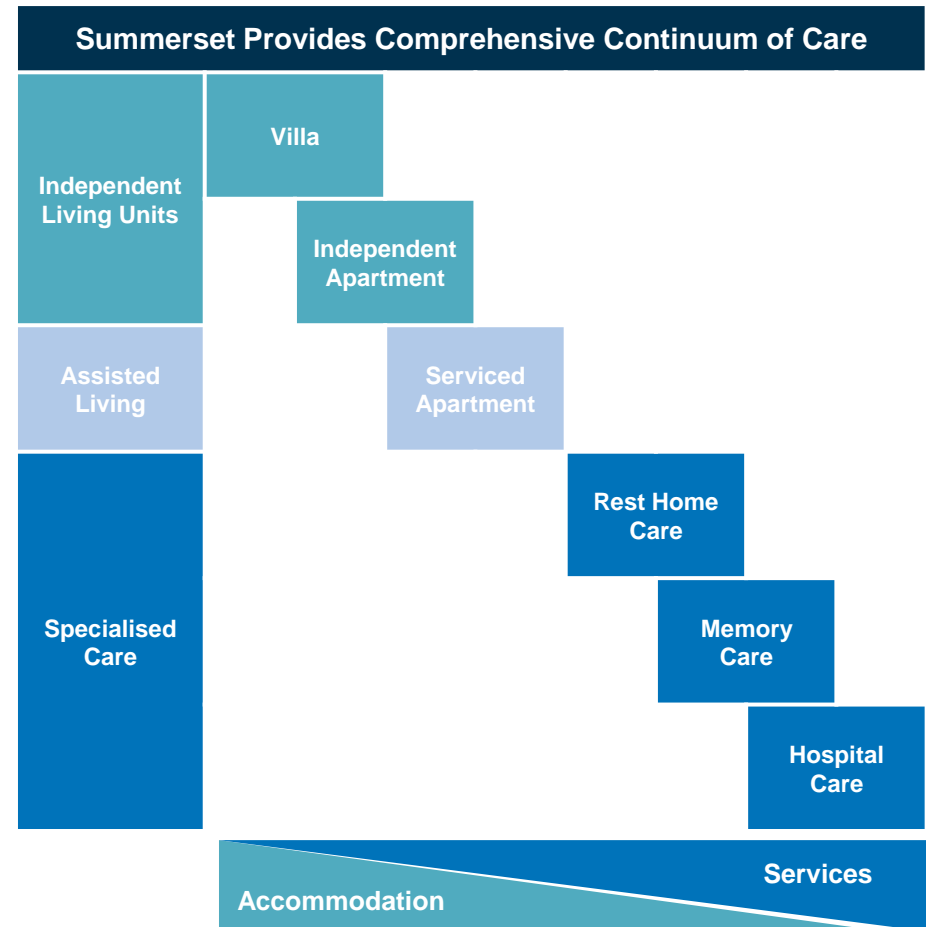 Summerset Provides Comprehensive Continuum of Care
Villa
Independent
Living Units
Independent
Apartment
Assisted
Living
Serviced
Apartment
Rest Home
Care
Specialised
Care
Memory
Care
Hospital
Care
Services
Accommodation